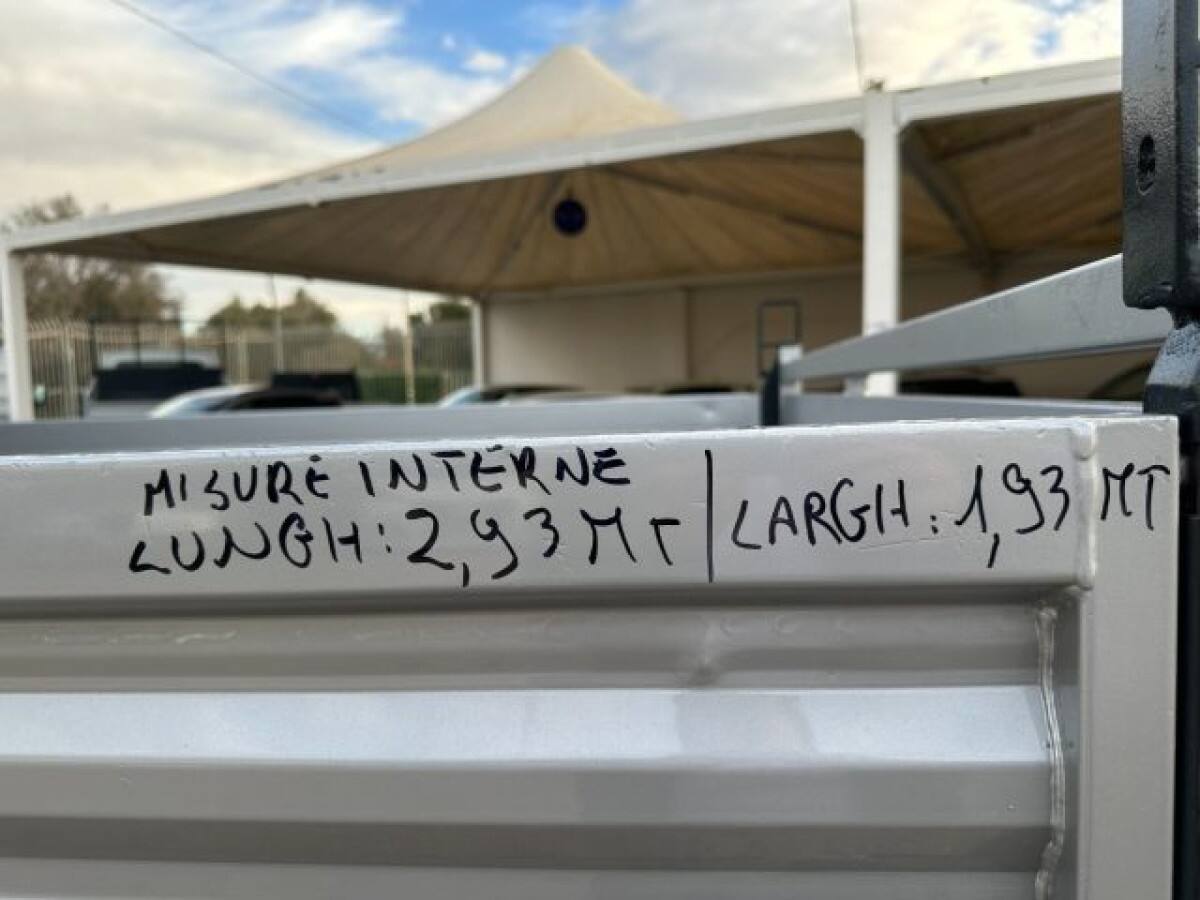 MISURE INTERNE
LUNGH: 2,93 MT | LARGH: 1,93 MT